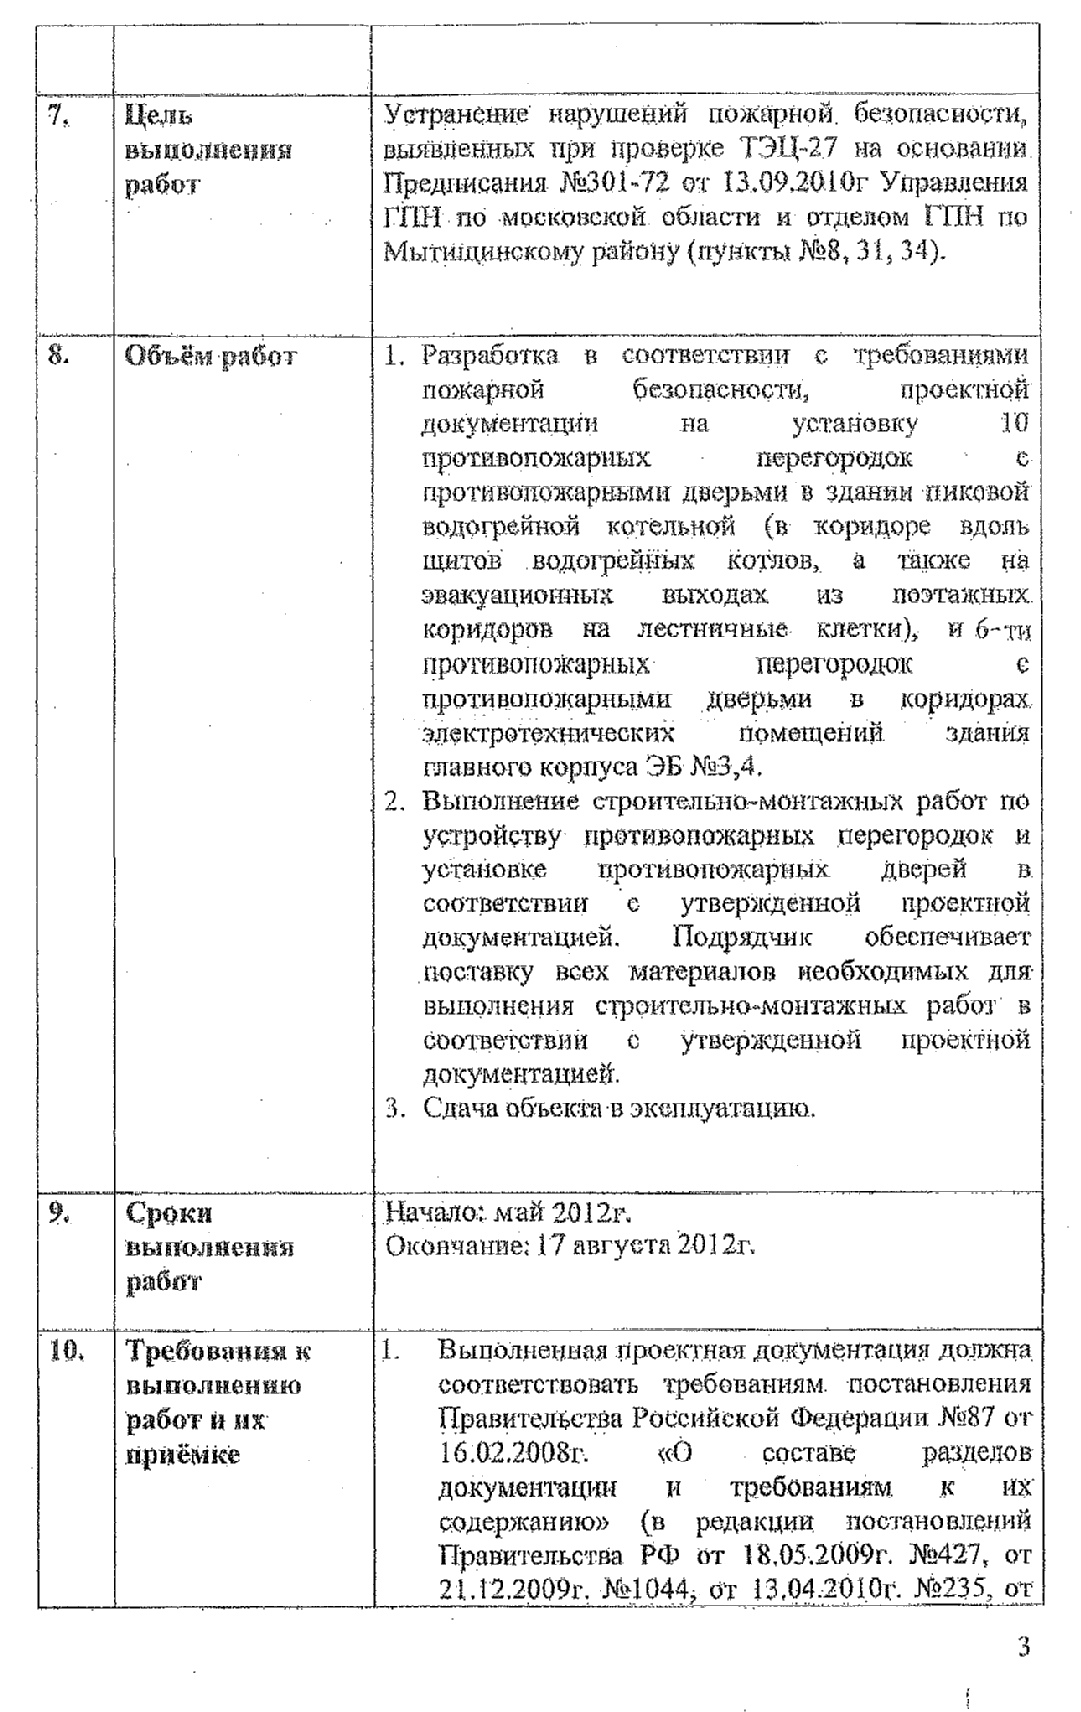 7. Цель Устранение нарушений пожарной безопасности,
выполнения выявленных при проверке ТЭЦ-27 на основании
работ Предписания №301-72 от 13.09.2010г Управления
ГПН по московской области и отделом ГПН по
Мытищинскому району (пункты №8, 31, 34).
8. Объём работ 1. Разработка в соответствии с требованиями
пожарной безопасности, проектной
документации на установку 10
противопожарных перегородок с
противопожарными дверьми в здании пиковой
водогрейной котельной (в коридоре вдоль
щитов водогрейных котлов, а также на
эвакуационных выходах из поэтажных
коридоров на лестничные клетки), и 6-ти
противопожарных перегородок с
противопожарными дверьми в коридорах
электротехнических помещений здания
главного корпуса ЭБ №3,4.
2. Выполнение строительно-монтажных работ по
устройству противопожарных перегородок и
установке противопожарных дверей в
соответствии с утвержденной проектной
документацией. Подрядчик обеспечивает
поставку всех материалов необходимых для
выполнения строительно-монтажных работ в
соответствии с утвержденной проектной
документацией.
3. Сдача объекта в эксплуатацию.
9. Сроки Начало: май 2012г.
выполнения Окончание: 17 августа 2012г.
работ
10. Требования к 1. Выполненная проектная документация должна
выполнению соответствовать требованиям постановления
работ и их Правительства Российской Федерации №87 от
приёмке 16.02.2008г. «О составе разделов
документации и требованиям к их
содержанию» (в редакции постановлений
Правительства РФ от 18.05.2009г. №427, от
21.12.2009г. №1044, от 13.04.2010г. №235, от
3